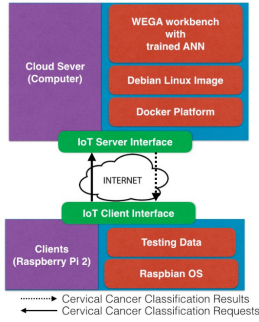 WEGA workbench
with
trained ANN
Cloud Sever
(Computer)
Debian Linux Image
Docker Platform
IoT Server Interface
INTERNET
IoT Client Interface
Clients
(Raspberry Pi 2)
Testing Data
Raspbian OS
Cervical Cancer Classification Results
Cervical Cancer Classification Requests